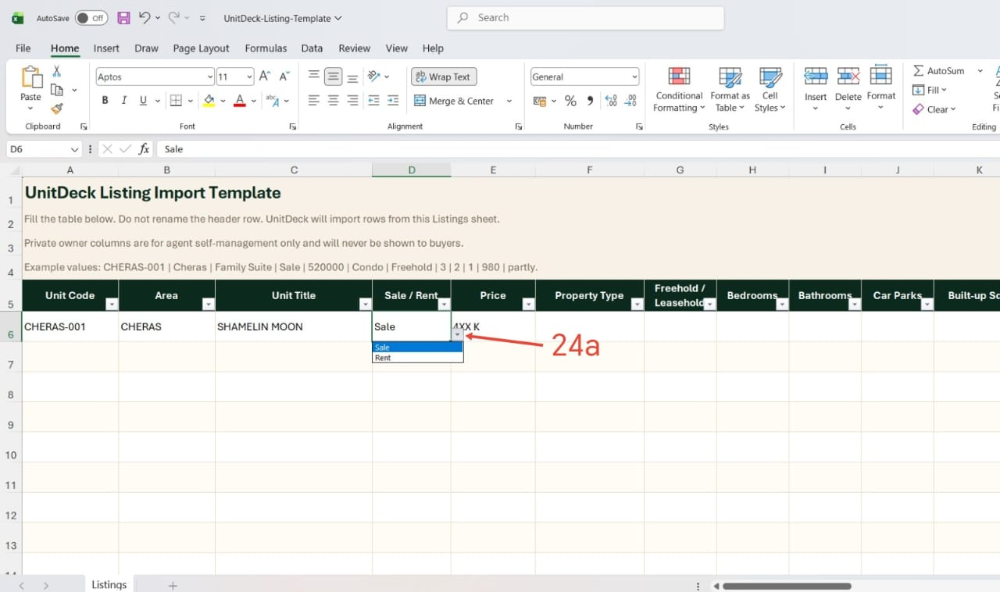 AutoSave Off UnitDeck-Listing-Template Search
File Home Insert Draw Page Layout Formulas Data Review View Help
Paste
Clipboard
Aptos 11
B I U
Font
Wrap Text
Merge & Center
Alignment
General
Number
Conditional Formatting
Format as Table
Cell Styles
Styles
Insert Delete Format
Cells
AutoSum
Fill
Clear
Editing
D6 fx Sale
A B C D E F G H I J K
1 UnitDeck Listing Import Template
2 Fill the table below. Do not rename the header row. UnitDeck will import rows from this Listings sheet.
3 Private owner columns are for agent self-management only and will never be shown to buyers.
4 Example values: CHERAS-001 | Cheras | Family Suite | Sale | 520000 | Condo | Freehold | 3 | 2 | 1 | 980 | partly.
5 Unit Code Area Unit Title Sale / Rent Price Property Type Freehold / Leasehold Bedrooms Bathrooms Car Parks Built-up
6 CHERAS-001 CHERAS SHAMELIN MOON Sale 4XX K
Sale
Rent
24a
7
8
9
10
11
12
13
Listings